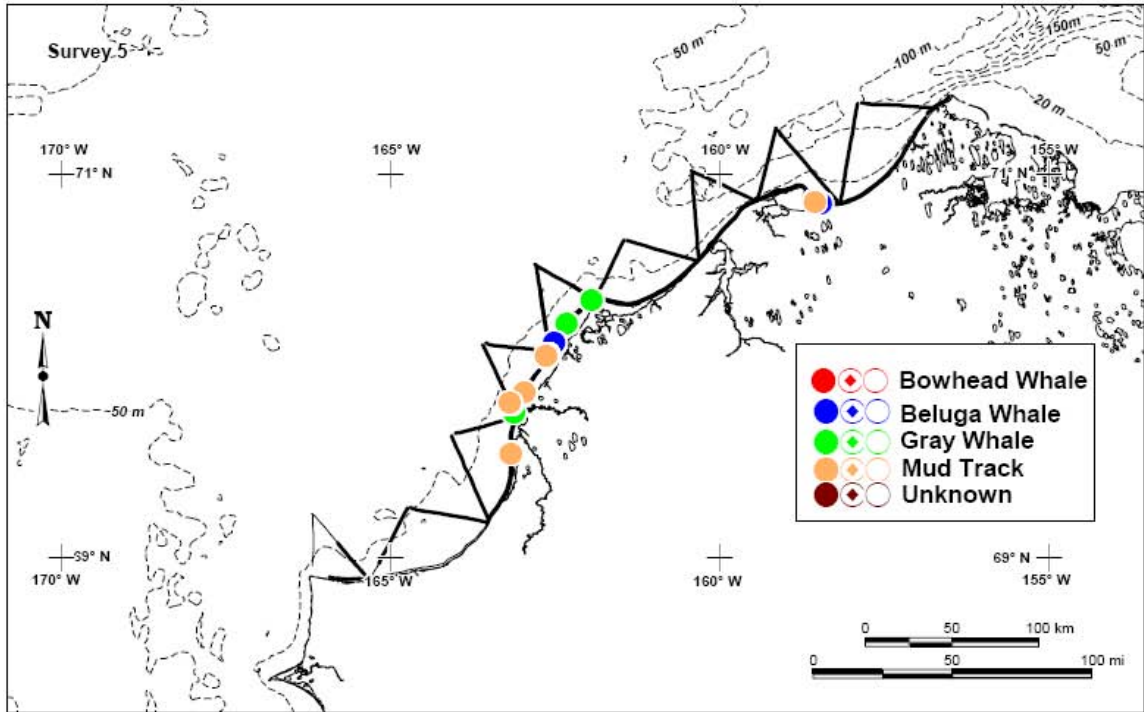 Survey 5
50 m
100 m
150m
50 m
20 m
170° W
165° W
160° W
155° W
71° N
71° N
N
50 m
Bowhead Whale
Beluga Whale
Gray Whale
Mud Track
Unknown
69° N
69° N
170° W
165° W
160° W
155° W
0 50 100 km
0 50 100 mi